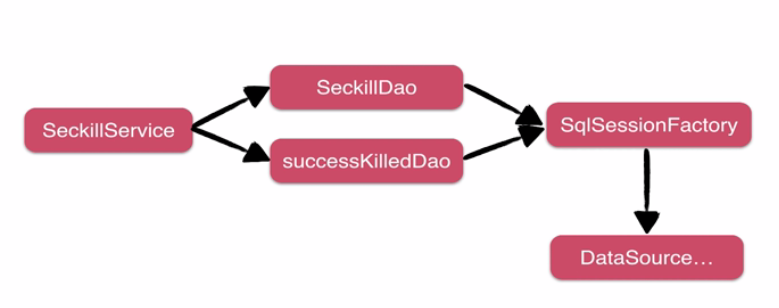 SeckillDao
SeckillService
SqlSessionFactory
successKilledDao
DataSource...